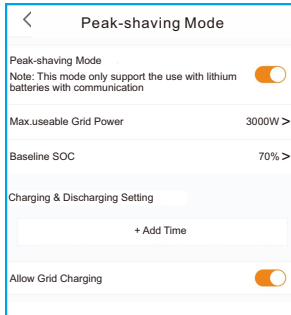 Peak-shaving Mode
Peak-shaving Mode
Note: This mode only support the use with lithium
batteries with communication
Max.useable Grid Power 3000W >
Baseline SOC 70% >
Charging & Discharging Setting
+ Add Time
Allow Grid Charging